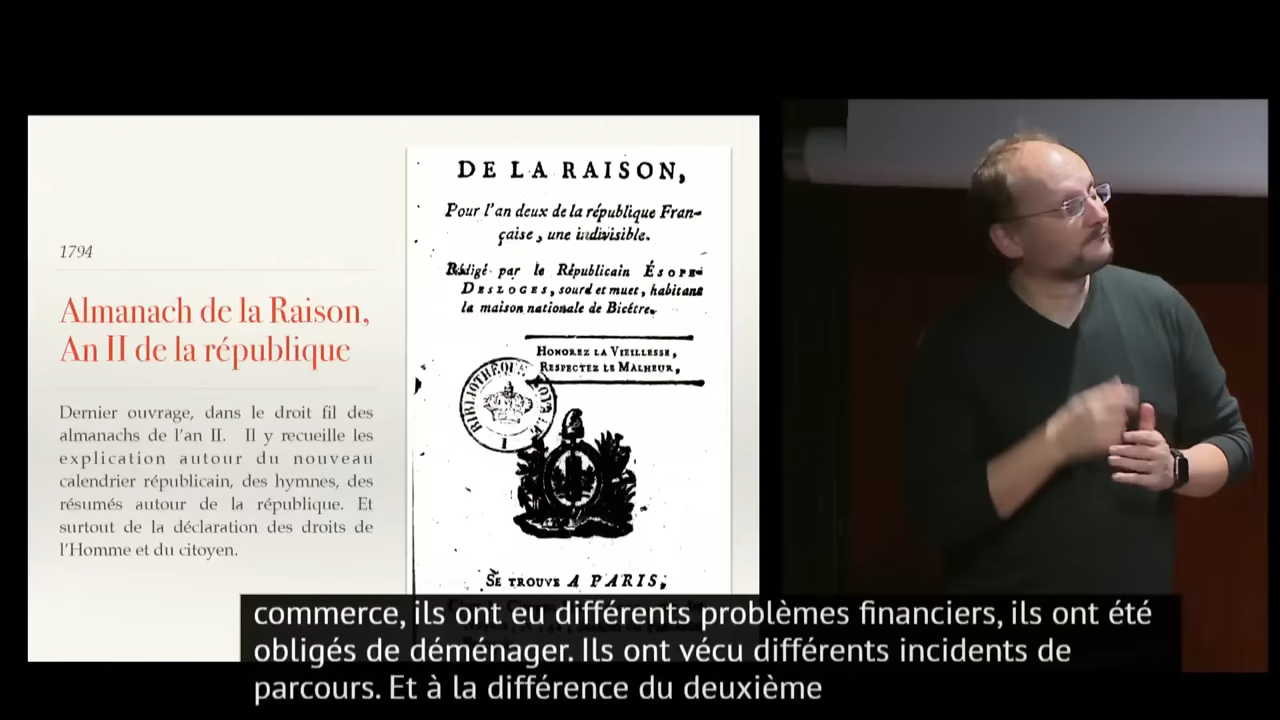 1794
Almanach de la Raison,
An II de la république
Dernier ouvrage, dans le droit fil des
almanachs de l'an II. Il y recueille les
explication autour du nouveau
calendrier républicain, des hymnes, des
résumés autour de la république. Et
surtout de la déclaration des droits de
l'Homme et du citoyen.
DE LA RAISON,
Pour l'an deux de la république Fran-
çaise, une indivisible.
Rédigé par le Républicain ÉSOPE-
DESLOGES, sourd et muet, habitant
la maison nationale de Bicétre.
HONOREZ LA VIEILLESSE,
RESPECTEZ LE MALHEUR,
BIBLIOTHEQUE ROYALE
I
SE TROUVE A PARIS,
commerce, ils ont eu différents problèmes financiers, ils ont été
obligés de déménager. Ils ont vécu différents incidents de
parcours. Et à la différence du deuxième